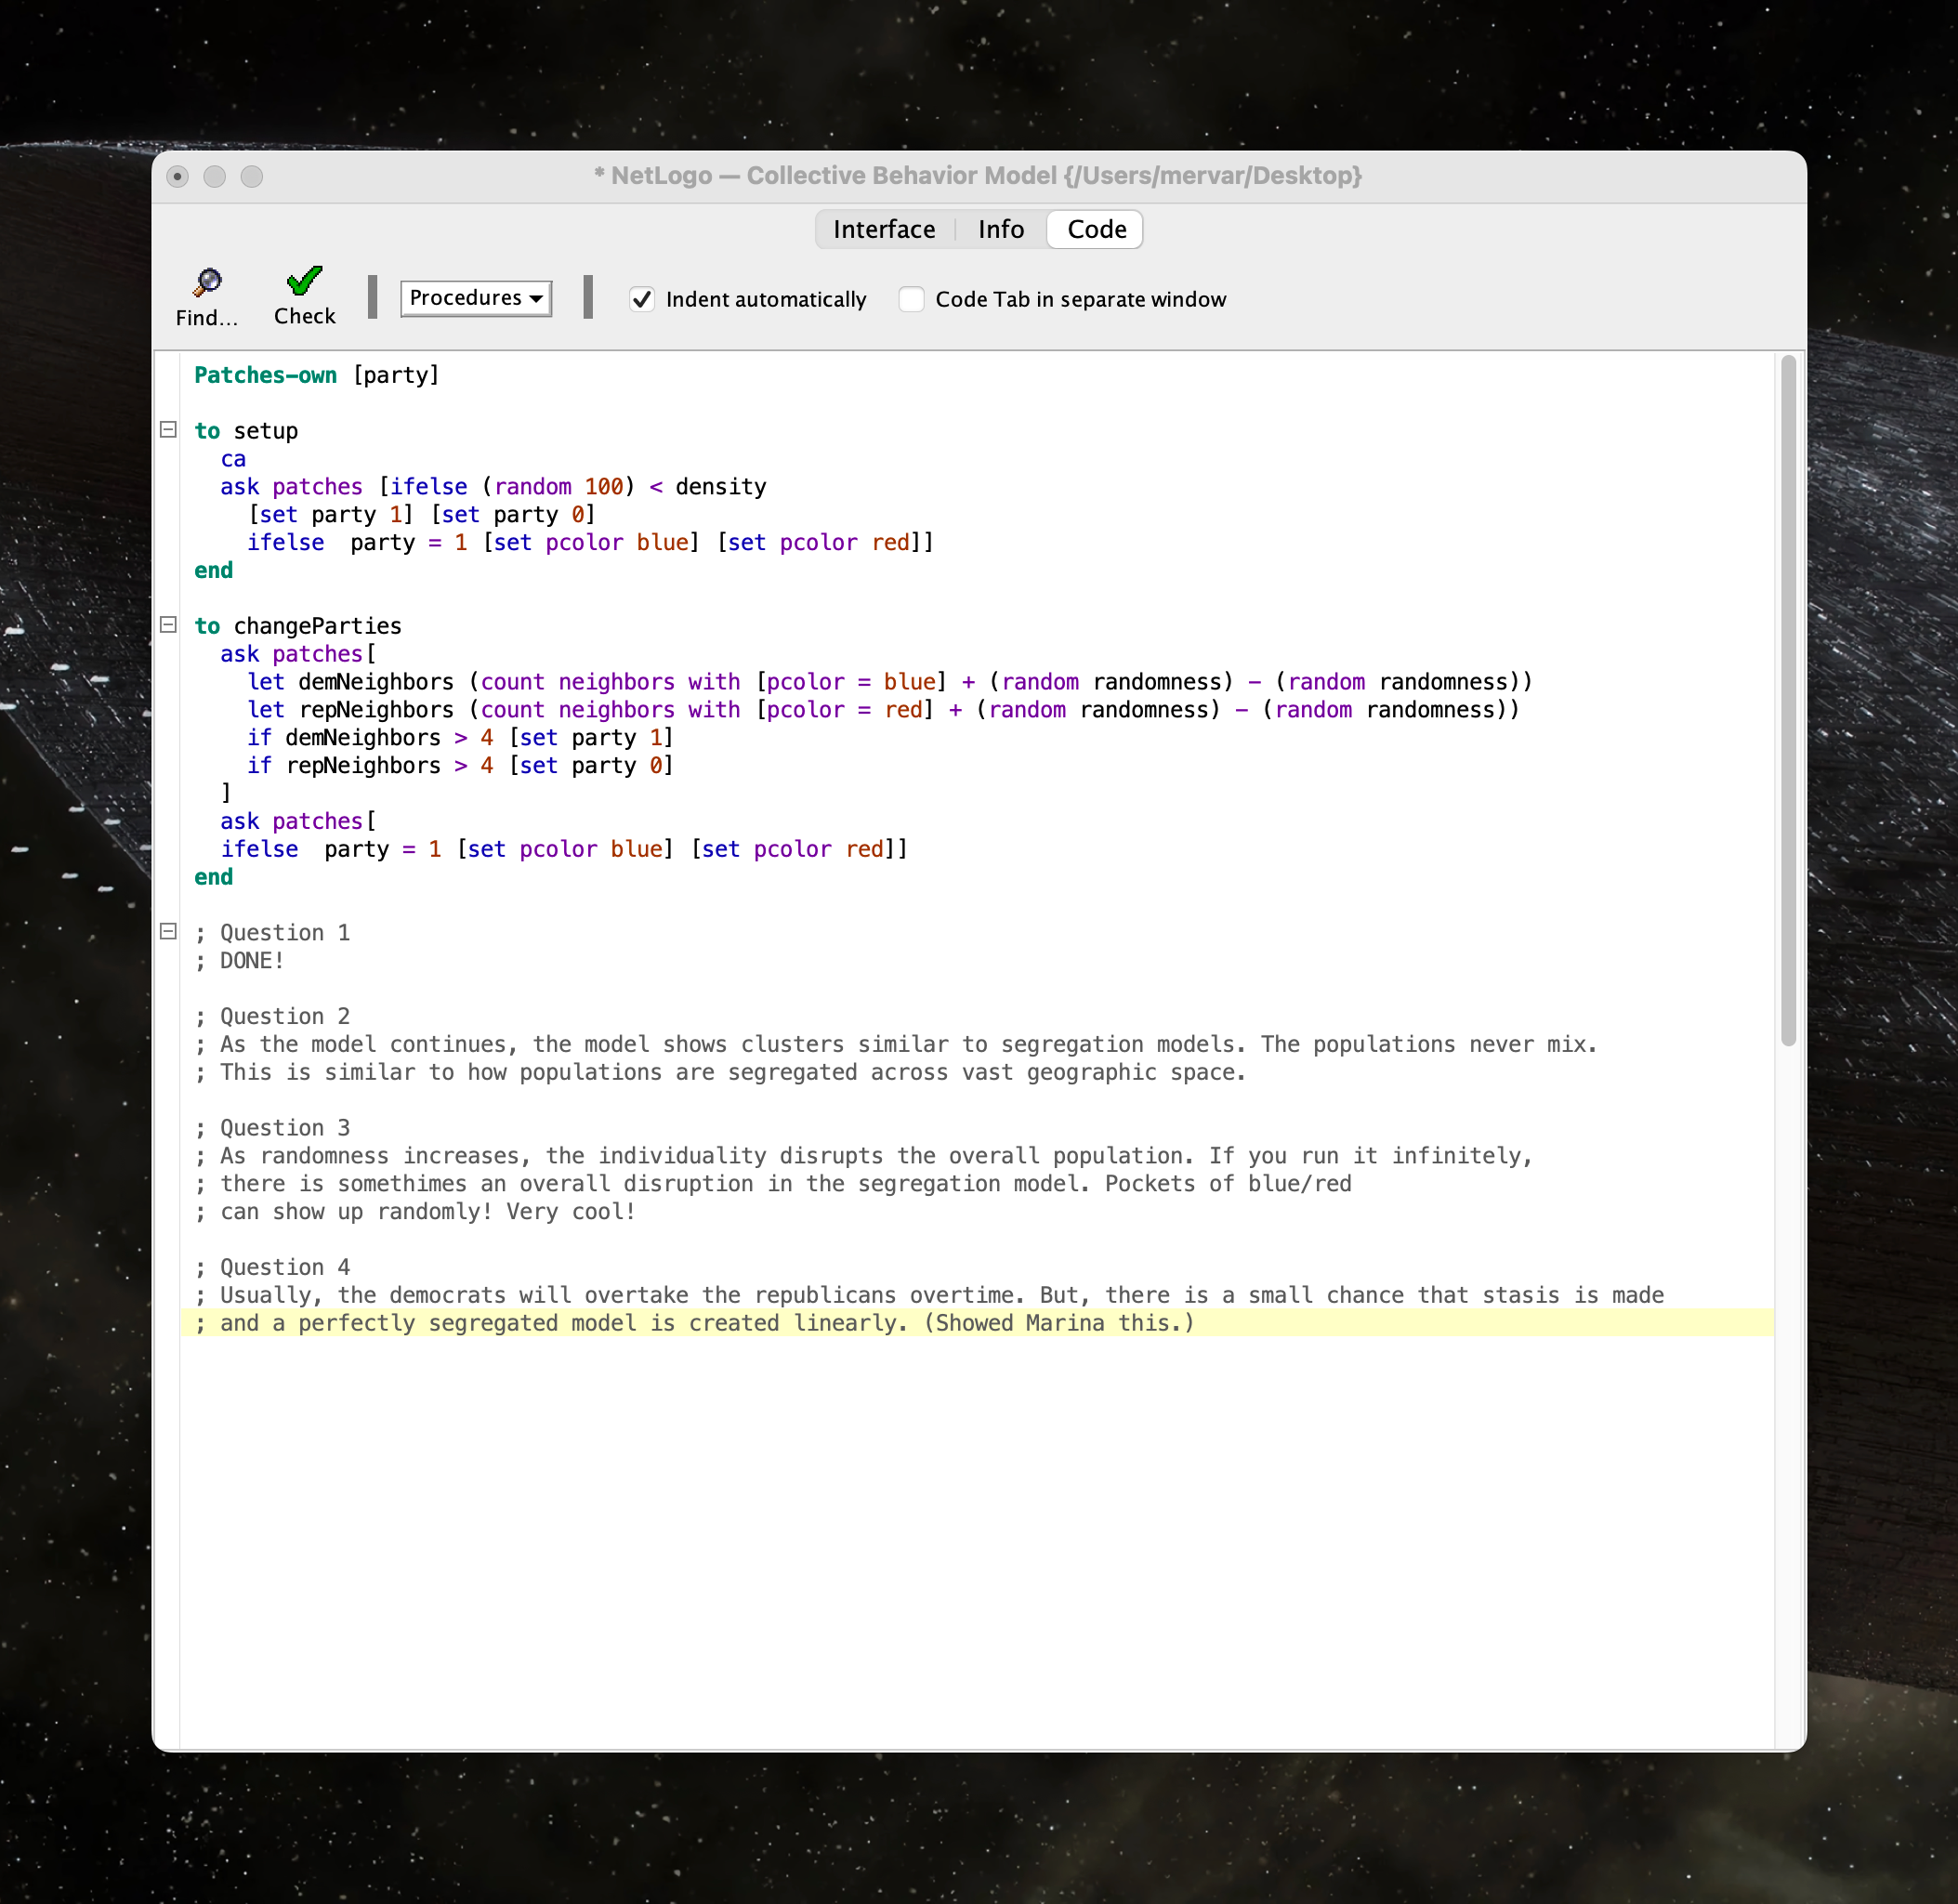 * NetLogo — Collective Behavior Model {/Users/mervar/Desktop}
Interface Info Code
Find... Check Procedures Indent automatically Code Tab in separate window
Patches-own [party]
to setup
ca
ask patches [ifelse (random 100) < density
[set party 1] [set party 0]
ifelse  party = 1 [set pcolor blue] [set pcolor red]]
end
to changeParties
ask patches[
let demNeighbors (count neighbors with [pcolor = blue] + (random randomness) - (random randomness))
let repNeighbors (count neighbors with [pcolor = red] + (random randomness) - (random randomness))
if demNeighbors > 4 [set party 1]
if repNeighbors > 4 [set party 0]
]
ask patches[
ifelse  party = 1 [set pcolor blue] [set pcolor red]]
end
; Question 1
; DONE!
; Question 2
; As the model continues, the model shows clusters similar to segregation models. The populations never mix.
; This is similar to how populations are segregated across vast geographic space.
; Question 3
; As randomness increases, the individuality disrupts the overall population. If you run it infinitely,
; there is somethimes an overall disruption in the segregation model. Pockets of blue/red
; can show up randomly! Very cool!
; Question 4
; Usually, the democrats will overtake the republicans overtime. But, there is a small chance that stasis is made
; and a perfectly segregated model is created linearly. (Showed Marina this.)